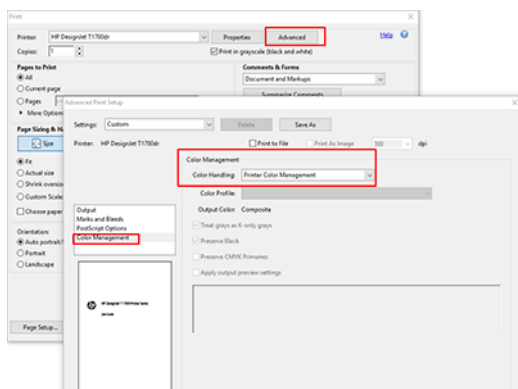 Print
Printer: HP DesignJet T1700dr Properties Advanced Help
Copies: 1 Print in grayscale (black and white)
Pages to Print
All
Current page
Pages
More Options
Comments & Forms
Document and Markups
Summarize Comments
Page Sizing & Ha
Size
Fit
Actual size
Shrink oversize
Custom Scale:
Choose paper
Orientation:
Auto portrait/
Portrait
Landscape
Page Setup...
Advanced Print Setup
Settings: Custom Delete Save As
Printer: HP DesignJet T1700dr Print to File Print As Image 300 dpi
Output
Marks and Bleeds
PostScript Options
Color Management
Color Management
Color Handling: Printer Color Management
Color Profile:
Output Color: Composite
Treat grays as K-only grays
Preserve Black
Preserve CMYK Primaries
Apply output preview settings
hp